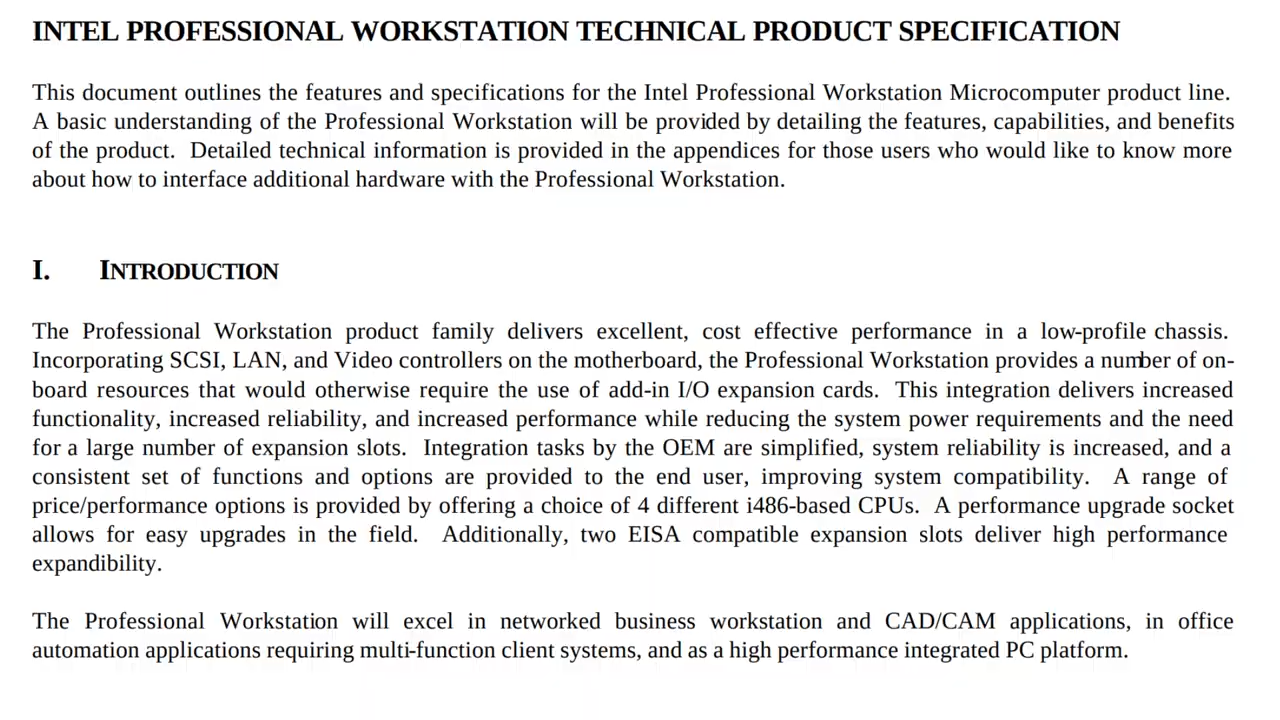 INTEL PROFESSIONAL WORKSTATION TECHNICAL PRODUCT SPECIFICATION
This document outlines the features and specifications for the Intel Professional Workstation Microcomputer product line.
A basic understanding of the Professional Workstation will be provided by detailing the features, capabilities, and benefits
of the product. Detailed technical information is provided in the appendices for those users who would like to know more
about how to interface additional hardware with the Professional Workstation.
I. INTRODUCTION
The Professional Workstation product family delivers excellent, cost effective performance in a low-profile chassis.
Incorporating SCSI, LAN, and Video controllers on the motherboard, the Professional Workstation provides a number of on-
board resources that would otherwise require the use of add-in I/O expansion cards. This integration delivers increased
functionality, increased reliability, and increased performance while reducing the system power requirements and the need
for a large number of expansion slots. Integration tasks by the OEM are simplified, system reliability is increased, and a
consistent set of functions and options are provided to the end user, improving system compatibility. A range of
price/performance options is provided by offering a choice of 4 different i486-based CPUs. A performance upgrade socket
allows for easy upgrades in the field. Additionally, two EISA compatible expansion slots deliver high performance
expandibility.
The Professional Workstation will excel in networked business workstation and CAD/CAM applications, in office
automation applications requiring multi-function client systems, and as a high performance integrated PC platform.